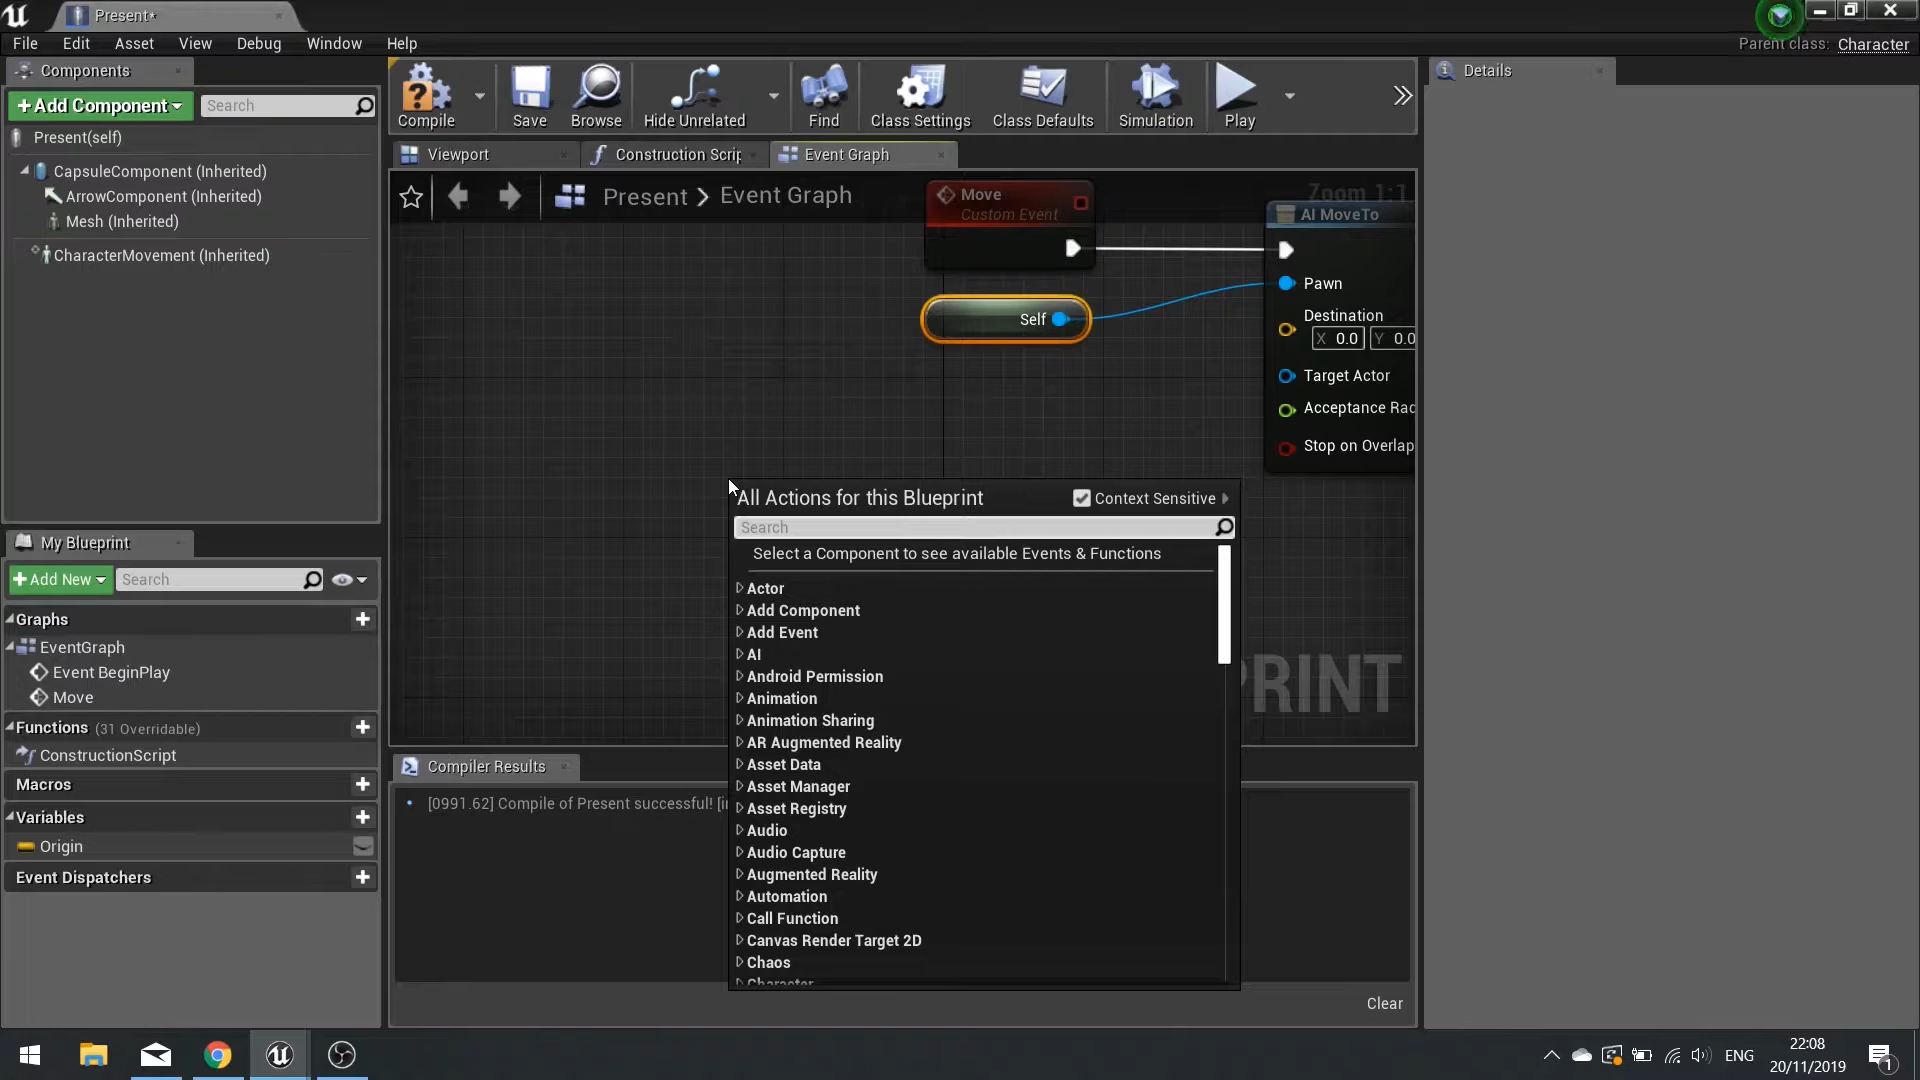 Present*
File Edit Asset View Debug Window Help
Parent class: Character
Components
+Add Component
Search
Present(self)
CapsuleComponent (Inherited)
ArrowComponent (Inherited)
Mesh (Inherited)
CharacterMovement (Inherited)
Compile
Save
Browse
Hide Unrelated
Find
Class Settings
Class Defaults
Simulation
Play
Details
Viewport
Construction Scrip
Event Graph
Present > Event Graph
Zoom 1:1
Move
Custom Event
Self
AI MoveTo
Pawn
Destination
X 0.0 Y 0.0
Target Actor
Acceptance Rad
Stop on Overlap
All Actions for this Blueprint
Context Sensitive
Search
Select a Component to see available Events & Functions
Actor
Add Component
Add Event
AI
Android Permission
Animation
Animation Sharing
AR Augmented Reality
Asset Data
Asset Manager
Asset Registry
Audio
Audio Capture
Augmented Reality
Automation
Call Function
Canvas Render Target 2D
Chaos
Character
PRINT
My Blueprint
+Add New
Search
Graphs
EventGraph
Event BeginPlay
Move
Functions (31 Overridable)
ConstructionScript
Macros
Variables
Origin
Event Dispatchers
Compiler Results
[0991.62] Compile of Present successful! [i
Clear
ENG
22:08
20/11/2019
1